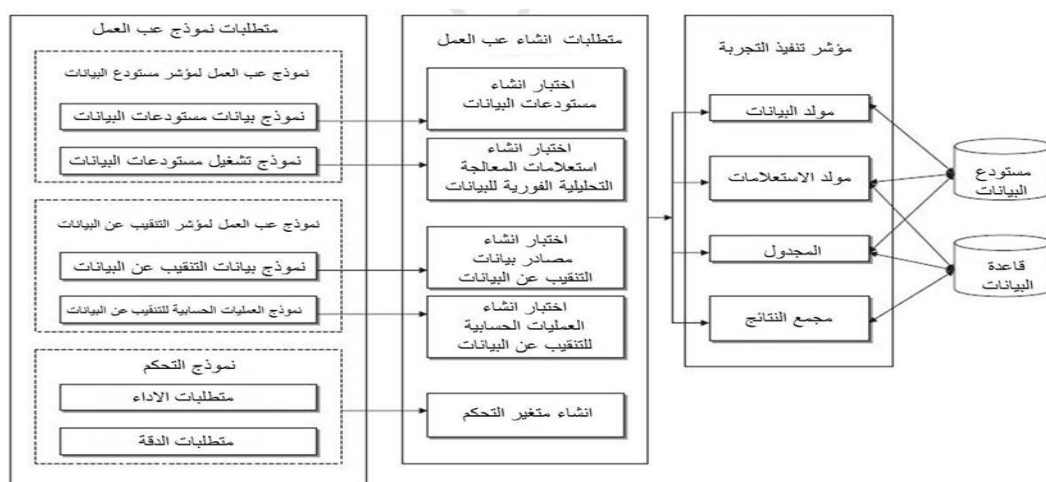 متطلبات نموذج عب العمل
نموذج عب العمل لمؤشر مستودع البيانات
نموذج بيانات مستودعات البيانات
نموذج تشغيل مستودعات البيانات
نموذج عب العمل لمؤشر التنقيب عن البيانات
نموذج بيانات التنقيب عن البيانات
نموذج العمليات الحسابية للتنقيب عن البيانات
نموذج التحكم
متطلبات الاداء
متطلبات الدقة
متطلبات انشاء عب العمل
اختبار انشاء
مستودعات البيانات
اختبار انشاء
استعلامات المعالجة
التحليلية الفورية للبيانات
اختبار انشاء
مصادر بيانات
التنقيب عن البيانات
اختبار انشاء
العمليات الحسابية
للتنقيب عن البيانات
انشاء متغير التحكم
مؤشر تنفيذ التجربة
مولد البيانات
مولد الاستعلامات
المجدول
مجمع النتائج
مستودع
البيانات
قاعدة
البيانات